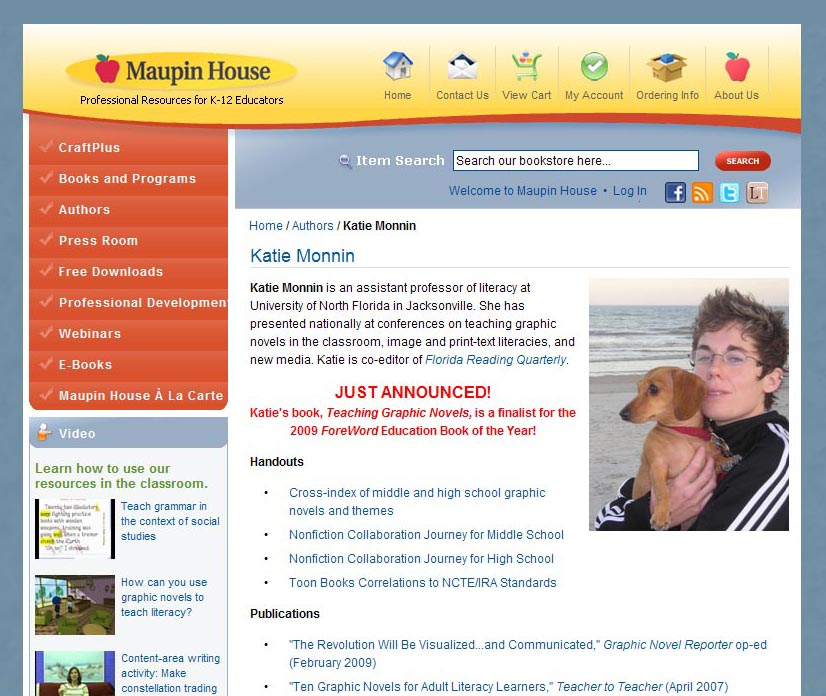 Maupin House
Professional Resources for K-12 Educators
Home
Contact Us
View Cart
My Account
Ordering Info
About Us
CraftPlus
Books and Programs
Authors
Press Room
Free Downloads
Professional Developmen
Webinars
E-Books
Maupin House À La Carte
Item Search
Search our bookstore here...
SEARCH
Welcome to Maupin House • Log In
f
LT
Home / Authors / Katie Monnin
Katie Monnin
Katie Monnin is an assistant professor of literacy at
University of North Florida in Jacksonville. She has
presented nationally at conferences on teaching graphic
novels in the classroom, image and print-text literacies, and
new media. Katie is co-editor of Florida Reading Quarterly.
JUST ANNOUNCED!
Katie's book, Teaching Graphic Novels, is a finalist for the
2009 ForeWord Education Book of the Year!
Handouts
• Cross-index of middle and high school graphic
novels and themes
• Nonfiction Collaboration Journey for Middle School
• Nonfiction Collaboration Journey for High School
• Toon Books Correlations to NCTE/IRA Standards
Publications
• "The Revolution Will Be Visualized...and Communicated," Graphic Novel Reporter op-ed
(February 2009)
• "Ten Graphic Novels for Adult Literacy Learners," Teacher to Teacher (April 2007)
Video
Learn how to use our
resources in the classroom.
Teach grammar in
the context of social
studies
How can you use
graphic novels to
teach literacy?
Content-area writing
activity: Make
constellation trading